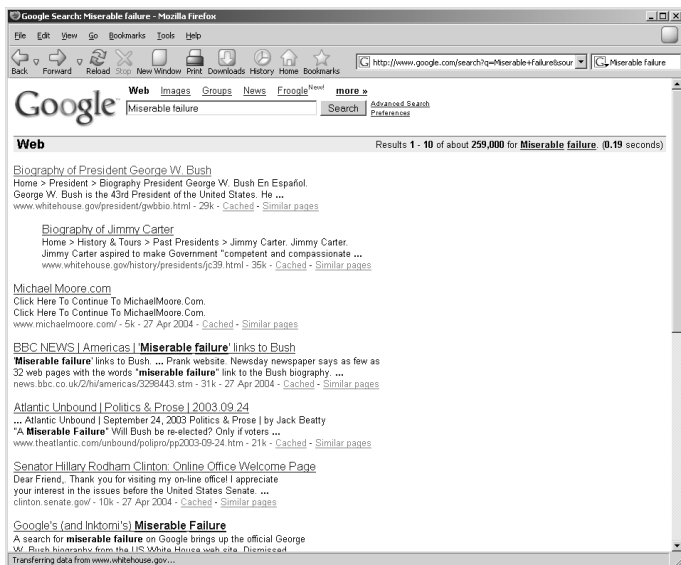 Google Search: Miserable failure - Mozilla Firefox
File Edit View Go Bookmarks Tools Help
Back Forward Reload Stop New Window Print Downloads History Home Bookmarks http://www.google.com/search?q=Miserable+failure&sour Miserable failure
Google Web Images Groups News Froogle New! more »
Miserable failure Search Advanced Search
Preferences
Web Results 1 - 10 of about 259,000 for Miserable failure. (0.19 seconds)
Biography of President George W. Bush
Home > President > Biography President George W. Bush En Español.
George W. Bush is the 43rd President of the United States. He ...
www.whitehouse.gov/president/gwbbio.html - 29k - Cached - Similar pages
Biography of Jimmy Carter
Home > History & Tours > Past Presidents > Jimmy Carter. Jimmy Carter.
Jimmy Carter aspired to make Government "competent and compassionate ...
www.whitehouse.gov/history/presidents/jc39.html - 35k - Cached - Similar pages
Michael Moore.com
Click Here To Continue To MichaelMoore.Com.
Click Here To Continue To MichaelMoore.Com.
www.michaelmoore.com/ - 5k - 27 Apr 2004 - Cached - Similar pages
BBC NEWS | Americas | 'Miserable failure' links to Bush
'Miserable failure' links to Bush. ... Prank website. Newsday newspaper says as few as
32 web pages with the words "miserable failure" link to the Bush biography. ...
news.bbc.co.uk/2/hi/americas/3298443.stm - 31k - 27 Apr 2004 - Cached - Similar pages
Atlantic Unbound | Politics & Prose | 2003.09.24
... Atlantic Unbound | September 24, 2003 Politics & Prose | by Jack Beatty
"A Miserable Failure" Will Bush be re-elected? Only if voters ...
www.theatlantic.com/unbound/polipro/pp2003-09-24.htm - 21k - Cached - Similar pages
Senator Hillary Rodham Clinton: Online Office Welcome Page
Dear Friend,. Thank you for visiting my on-line office! I appreciate
your interest in the issues before the United States Senate. ...
clinton.senate.gov/ - 10k - 27 Apr 2004 - Cached - Similar pages
Google's (and Inktomi's) Miserable Failure
A search for miserable failure on Google brings up the official George
W. Bush biography from the US White House web site. Dismissed
Transferring data from www.whitehouse.gov...